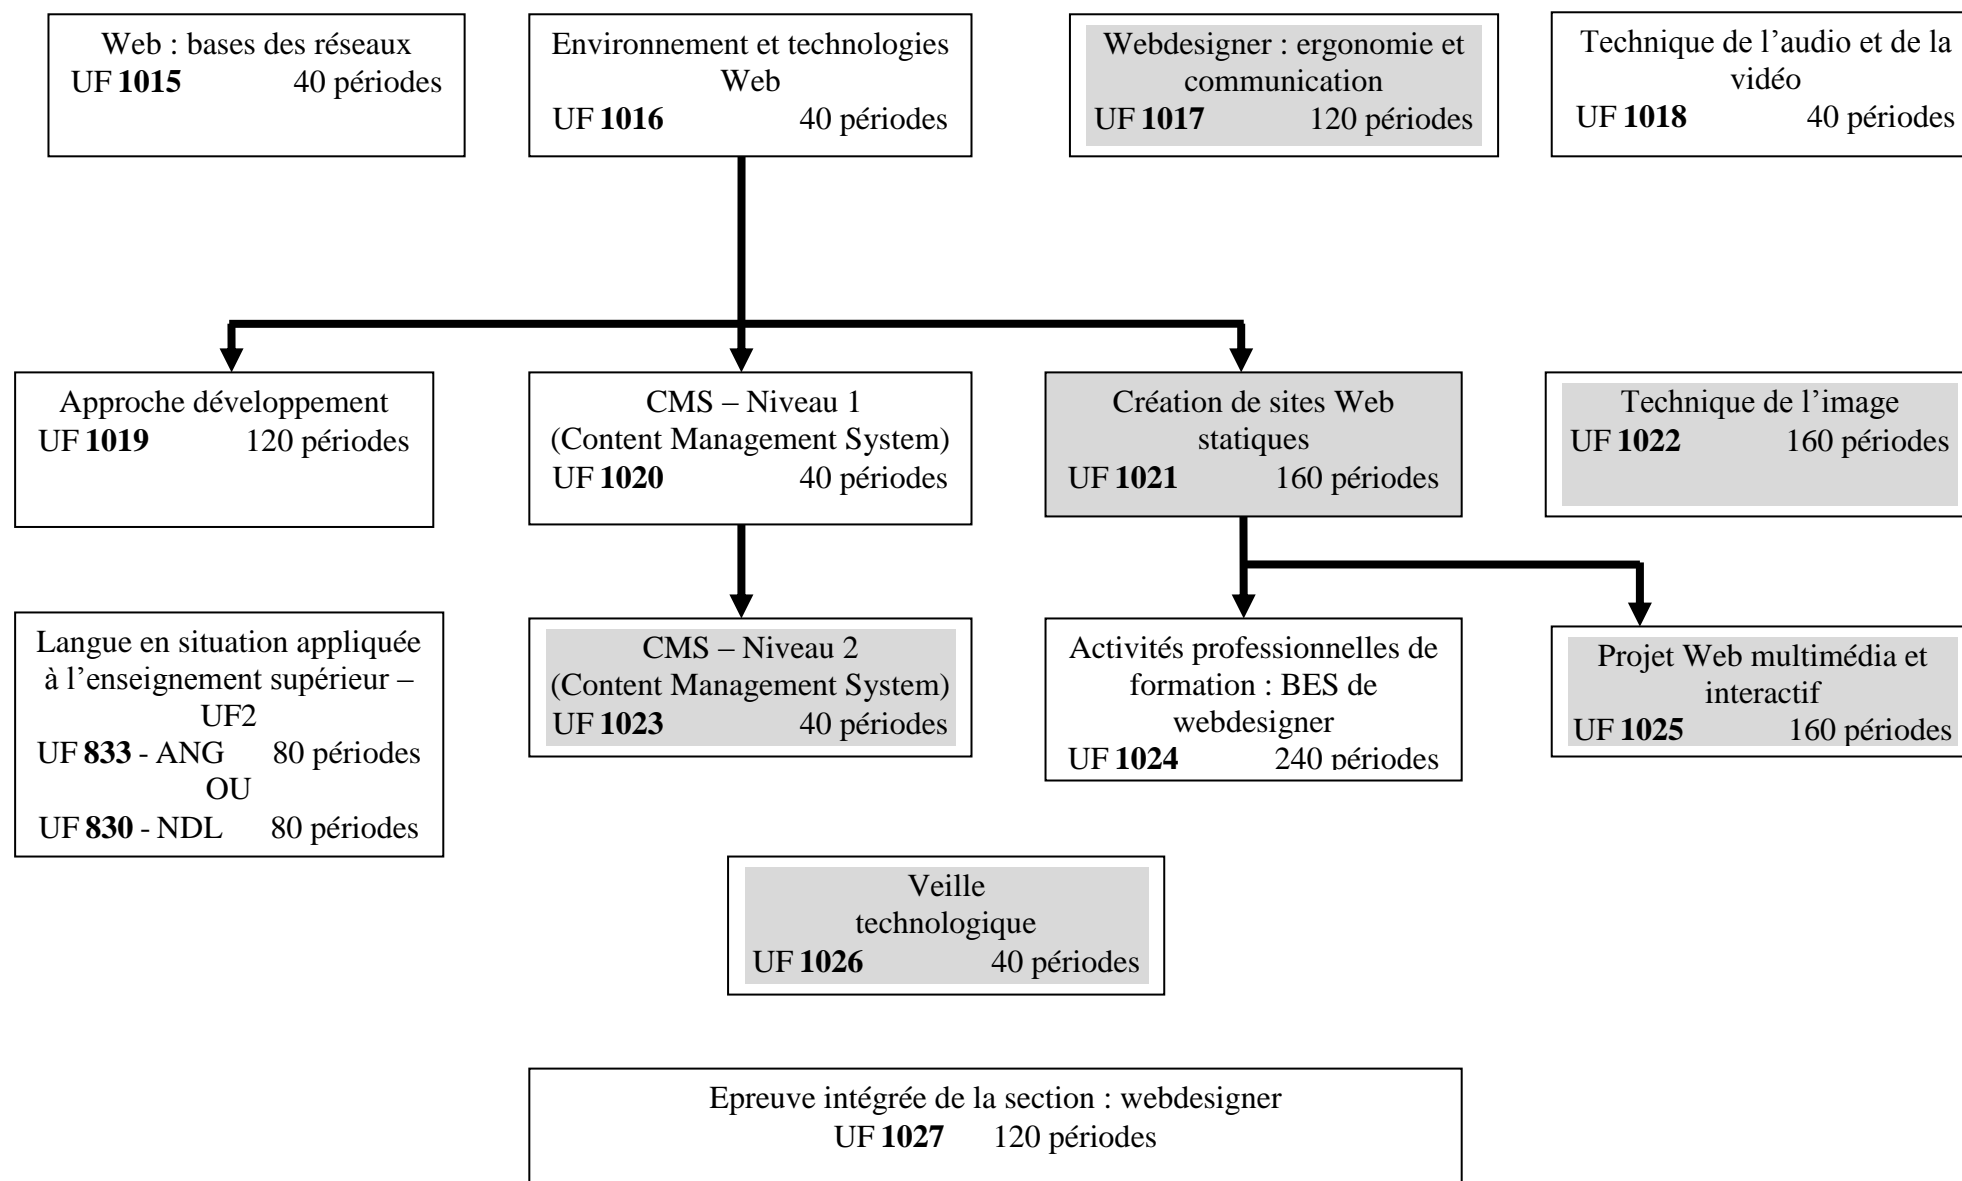 Web : bases des réseaux
UF 1015 40 périodes
Environnement et technologies
Web
UF 1016 40 périodes
Webdesigner : ergonomie et
communication
UF 1017 120 périodes
Technique de l’audio et de la
vidéo
UF 1018 40 périodes
Approche développement
UF 1019 120 périodes
CMS – Niveau 1
(Content Management System)
UF 1020 40 périodes
Création de sites Web
statiques
UF 1021 160 périodes
Technique de l’image
UF 1022 160 périodes
Langue en situation appliquée
à l’enseignement supérieur –
UF2
UF 833 - ANG 80 périodes
OU
UF 830 - NDL 80 périodes
CMS – Niveau 2
(Content Management System)
UF 1023 40 périodes
Activités professionnelles de
formation : BES de
webdesigner
UF 1024 240 périodes
Projet Web multimédia et
interactif
UF 1025 160 périodes
Veille
technologique
UF 1026 40 périodes
Epreuve intégrée de la section : webdesigner
UF 1027 120 périodes